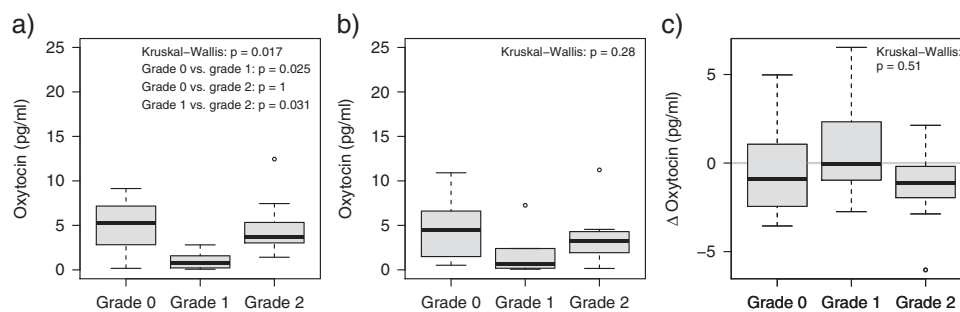 a)
Oxytocin (pg/ml)
25
20
15
10
5
0
Kruskal–Wallis: p = 0.017
Grade 0 vs. grade 1: p = 0.025
Grade 0 vs. grade 2: p = 1
Grade 1 vs. grade 2: p = 0.031
Grade 0 Grade 1 Grade 2
b)
Oxytocin (pg/ml)
25
20
15
10
5
0
Kruskal–Wallis: p = 0.28
Grade 0 Grade 1 Grade 2
c)
Δ Oxytocin (pg/ml)
5
0
−5
Kruskal–Wallis:
p = 0.51
Grade 0 Grade 1 Grade 2